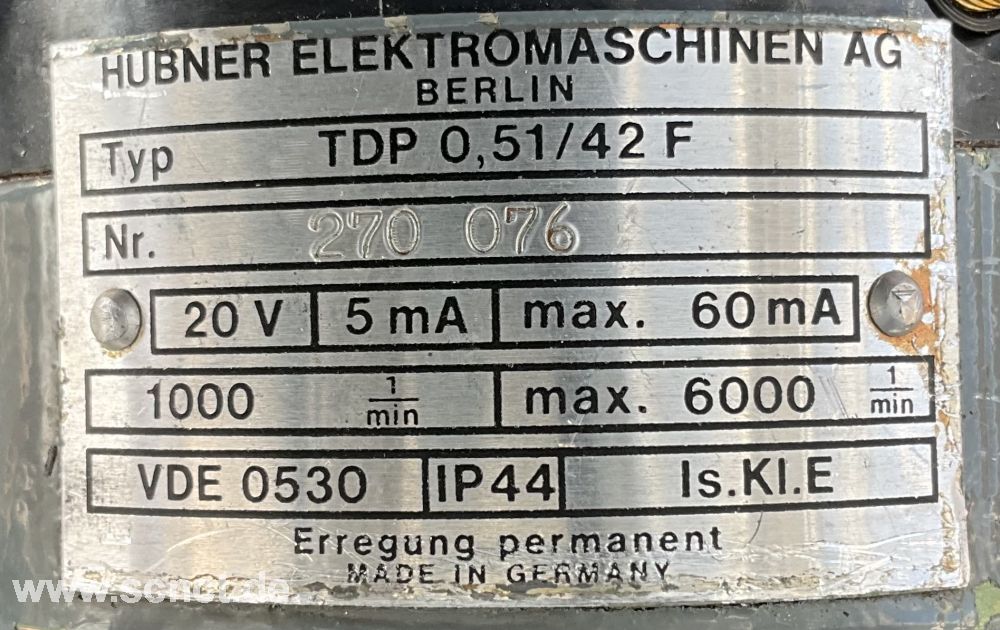 HÜBNER ELEKTROMASCHINEN AG
BERLIN
Typ TDP 0,51/42 F
Nr. 270 076
20 V 5 mA max. 60 mA
1000 1/min max. 6000 1/min
VDE 0530 IP44 Is.Kl.E
Erregung permanent
MADE IN GERMANY